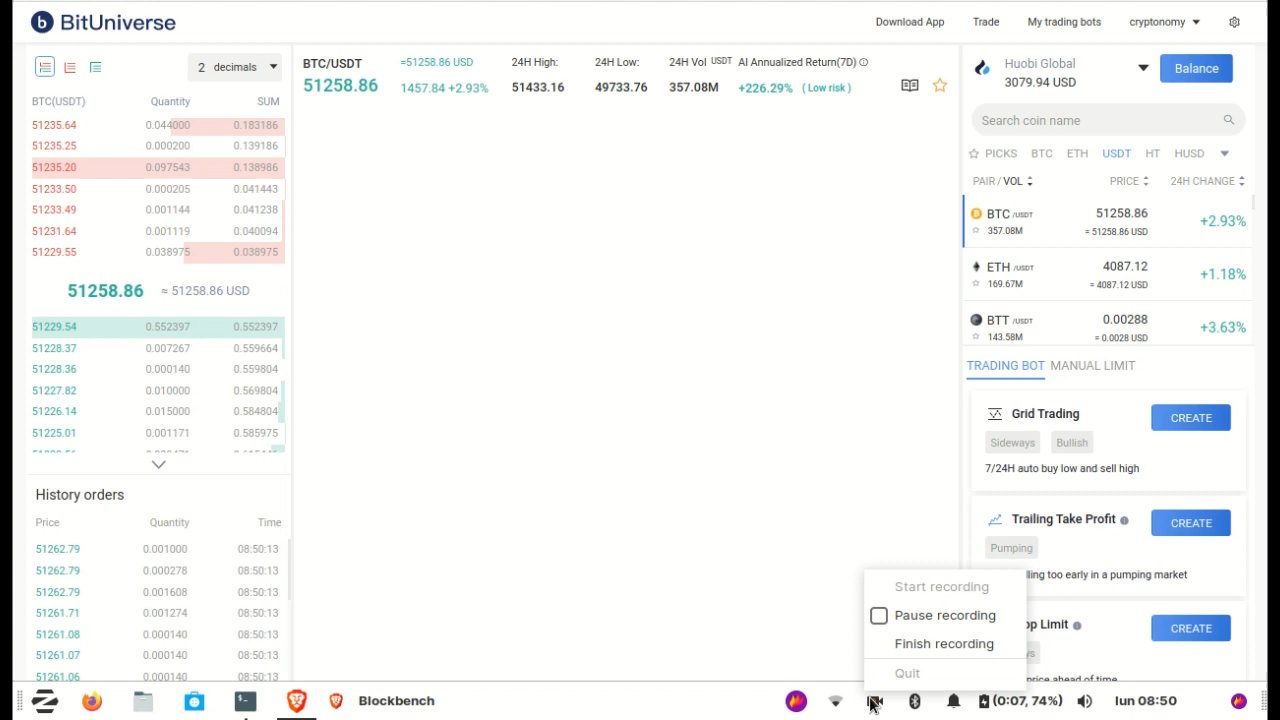 BitUniverse
Download App Trade My trading bots cryptonomy
2 decimals
BTC(USDT) Quantity SUM
51235.64 0.044000 0.183186
51235.25 0.000200 0.139186
51235.20 0.097543 0.138986
51233.50 0.000205 0.041443
51233.49 0.001144 0.041238
51231.64 0.001119 0.040094
51229.55 0.038975 0.038975
51258.86 ≈ 51258.86 USD
51229.54 0.552397 0.552397
51228.37 0.007267 0.559664
51228.36 0.000140 0.559804
51227.82 0.010000 0.569804
51226.14 0.015000 0.584804
51225.01 0.001171 0.585975
History orders
Price Quantity Time
51262.79 0.001000 08:50:13
51262.79 0.000278 08:50:13
51262.79 0.001608 08:50:13
51261.71 0.001274 08:50:13
51261.08 0.000140 08:50:13
51261.07 0.000140 08:50:13
51261.06 0.000140 08:50:13
BTC/USDT ≈51258.86 USD 24H High: 24H Low: 24H Vol USDT AI Annualized Return(7D)
51258.86 1457.84 +2.93% 51433.16 49733.76 357.08M +226.29% ( Low risk )
Huobi Global
3079.94 USD
Balance
Search coin name
PICKS BTC ETH USDT HT HUSD
PAIR / VOL PRICE 24H CHANGE
BTC /USDT 51258.86 +2.93%
357.08M ≈ 51258.86 USD
ETH /USDT 4087.12 +1.18%
169.67M ≈ 4087.12 USD
BTT /USDT 0.00288 +3.63%
143.58M ≈ 0.0028 USD
TRADING BOT MANUAL LIMIT
Grid Trading CREATE
Sideways Bullish
7/24H auto buy low and sell high
Trailing Take Profit CREATE
Pumping
lling too early in a pumping market
op Limit CREATE
ys
price ahead of time
Start recording
Pause recording
Finish recording
Quit
Blockbench (0:07, 74%) lun 08:50